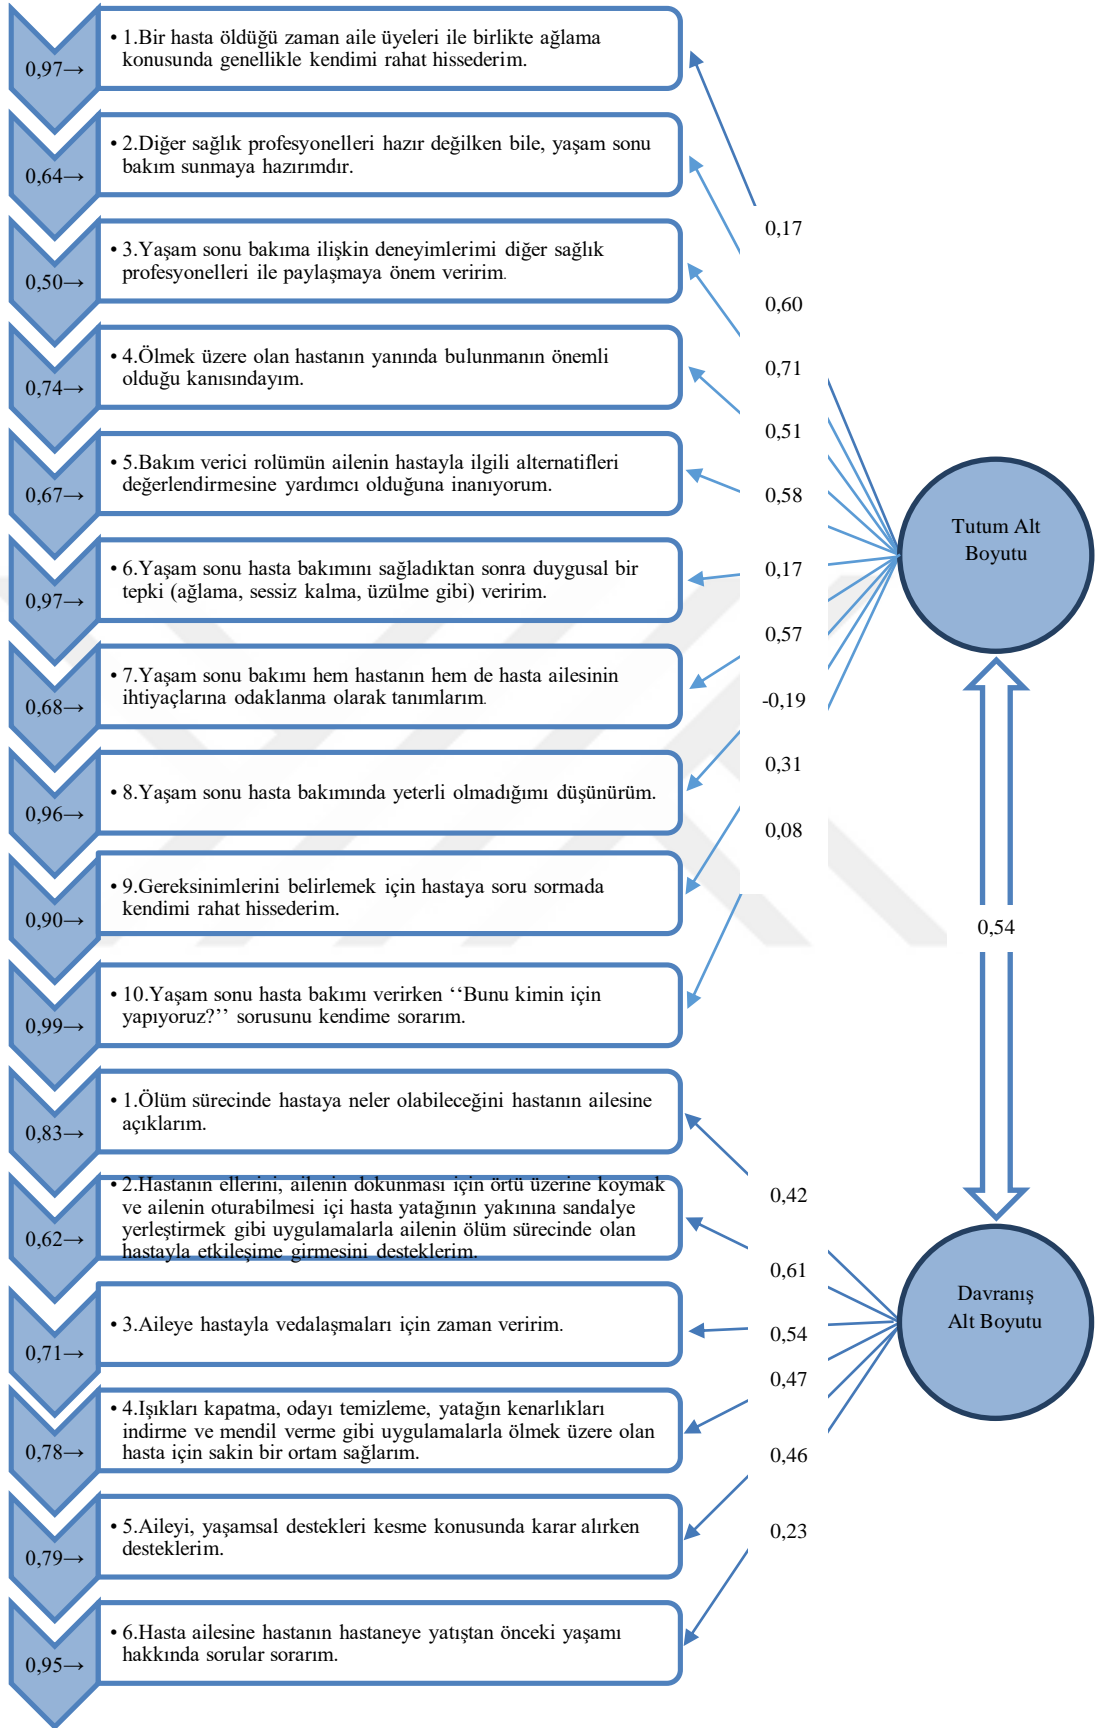 0,97→
• 1.Bir hasta öldüğü zaman aile üyeleri ile birlikte ağlama
konusunda genellikle kendimi rahat hissederim.
0,64→
• 2.Diğer sağlık profesyonelleri hazır değilken bile, yaşam sonu
bakım sunmaya hazırımdır.
0,50→
• 3.Yaşam sonu bakıma ilişkin deneyimlerimi diğer sağlık
profesyonelleri ile paylaşmaya önem veririm.
0,74→
• 4.Ölmek üzere olan hastanın yanında bulunmanın önemli
olduğu kanısındayım.
0,67→
• 5.Bakım verici rolümün ailenin hastayla ilgili alternatifleri
değerlendirmesine yardımcı olduğuna inanıyorum.
0,97→
• 6.Yaşam sonu hasta bakımını sağladıktan sonra duygusal bir
tepki (ağlama, sessiz kalma, üzülme gibi) veririm.
0,68→
• 7.Yaşam sonu bakımı hem hastanın hem de hasta ailesinin
ihtiyaçlarına odaklanma olarak tanımlarım.
0,96→
• 8.Yaşam sonu hasta bakımında yeterli olmadığımı düşünürüm.
0,90→
• 9.Gereksinimlerini belirlemek için hastaya soru sormada
kendimi rahat hissederim.
0,99→
• 10.Yaşam sonu hasta bakımı verirken ‘‘Bunu kimin için
yapıyoruz?’’ sorusunu kendime sorarım.
0,83→
• 1.Ölüm sürecinde hastaya neler olabileceğini hastanın ailesine
açıklarım.
0,62→
• 2.Hastanın ellerini, ailenin dokunması için örtü üzerine koymak
ve ailenin oturabilmesi içi hasta yatağının yakınına sandalye
yerleştirmek gibi uygulamalarla ailenin ölüm sürecinde olan
hastayla etkileşime girmesini desteklerim.
0,71→
• 3.Aileye hastayla vedalaşmaları için zaman veririm.
0,78→
• 4.Işıkları kapatma, odayı temizleme, yatağın kenarlıkları
indirme ve mendil verme gibi uygulamalarla ölmek üzere olan
hasta için sakin bir ortam sağlarım.
0,79→
• 5.Aileyi, yaşamsal destekleri kesme konusunda karar alırken
desteklerim.
0,95→
• 6.Hasta ailesine hastanın hastaneye yatıştan önceki yaşamı
hakkında sorular sorarım.
0,17
0,60
0,71
0,51
0,58
0,17
0,57
-0,19
0,31
0,08
0,42
0,61
0,54
0,47
0,46
0,23
Tutum Alt
Boyutu
0,54
Davranış
Alt Boyutu